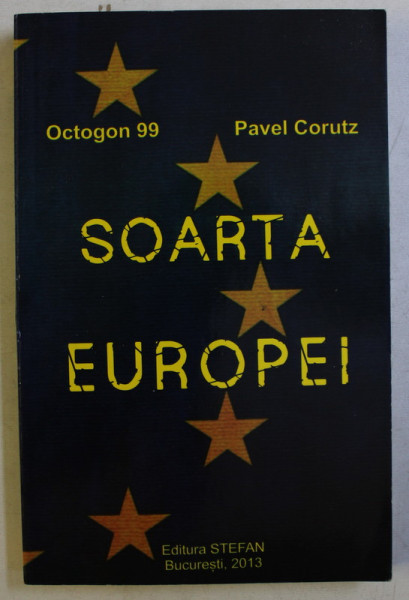 Octogon 99
Pavel Corutz
SOARTA
EUROPEI
Editura STEFAN
București, 2013